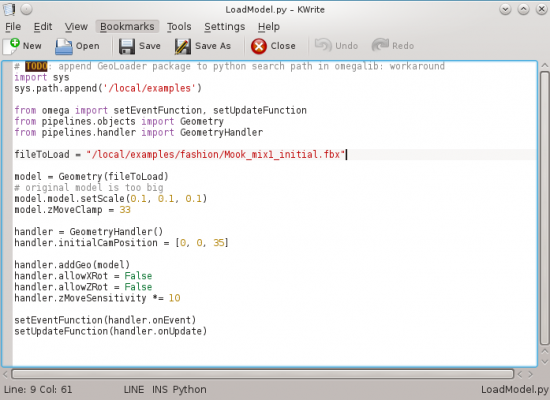 LoadModel.py – KWrite
File Edit View Bookmarks Tools Settings Help
New Open Save Save As Close Undo Redo
# TODO: append GeoLoader package to python search path in omegalib: workaround
import sys
sys.path.append('/local/examples')
from omega import setEventFunction, setUpdateFunction
from pipelines.objects import Geometry
from pipelines.handler import GeometryHandler
fileToLoad = "/local/examples/fashion/Mook_mix1_initial.fbx"
model = Geometry(fileToLoad)
# original model is too big
model.model.setScale(0.1, 0.1, 0.1)
model.zMoveClamp = 33
handler = GeometryHandler()
handler.initialCamPosition = [0, 0, 35]
handler.addGeo(model)
handler.allowXRot = False
handler.allowZRot = False
handler.zMoveSensitivity *= 10
setEventFunction(handler.onEvent)
setUpdateFunction(handler.onUpdate)
Line: 9 Col: 61 LINE INS Python LoadModel.py